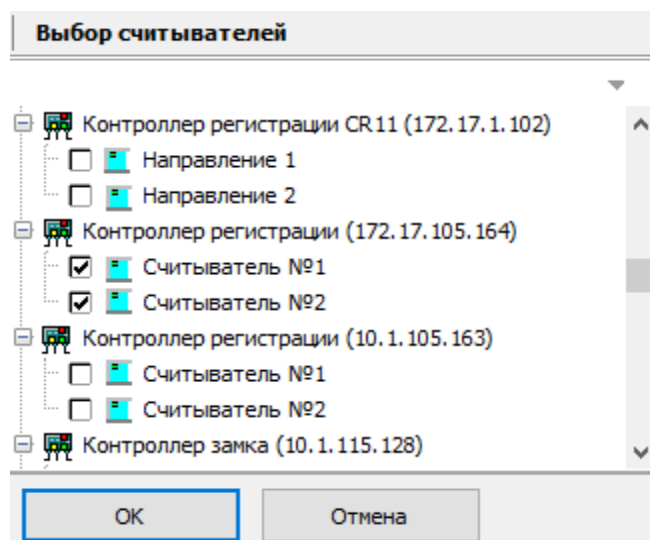 Выбор считывателей
Контроллер регистрации CR11 (172.17.1.102)
Направление 1
Направление 2
Контроллер регистрации (172.17.105.164)
Считыватель №1
Считыватель №2
Контроллер регистрации (10.1.105.163)
Считыватель №1
Считыватель №2
Контроллер замка (10.1.115.128)
ОК Отмена